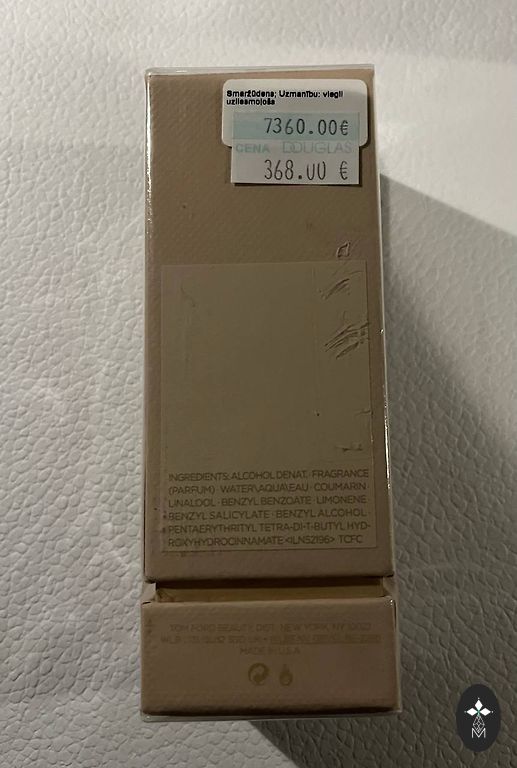 Smaržūdens; Uzmanību: viegli
uzliesmojoša
7360.00€
CENA DOUGLAS
368.00 €
INGREDIENTS: ALCOHOL DENAT. · FRAGRANCE
(PARFUM) · WATER\AQUA\EAU · COUMARIN ·
LINALOOL · BENZYL BENZOATE · LIMONENE ·
BENZYL SALICYLATE · BENZYL ALCOHOL ·
PENTAERYTHRITYL TETRA-DI-T-BUTYL HYD-
ROXYHYDROCINNAMATE <ILN52196> TCFC
TOM FORD BEAUTY, DIST. NEW YORK, NY 10022
MADE IN U.S.A.
M